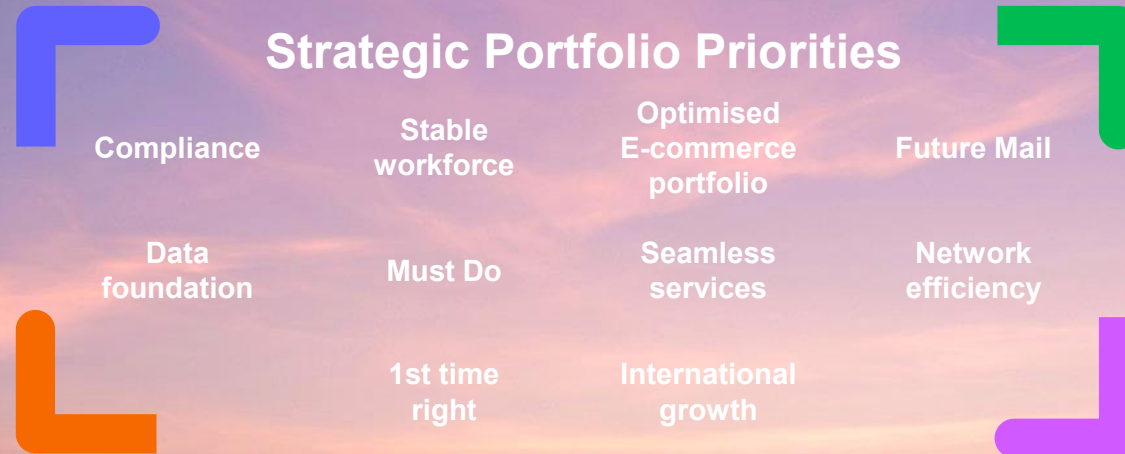 Strategic Portfolio Priorities
Compliance
Stable
workforce
Optimised
E-commerce
portfolio
Future Mail
Data
foundation
Must Do
Seamless
services
Network
efficiency
1st time
right
International
growth